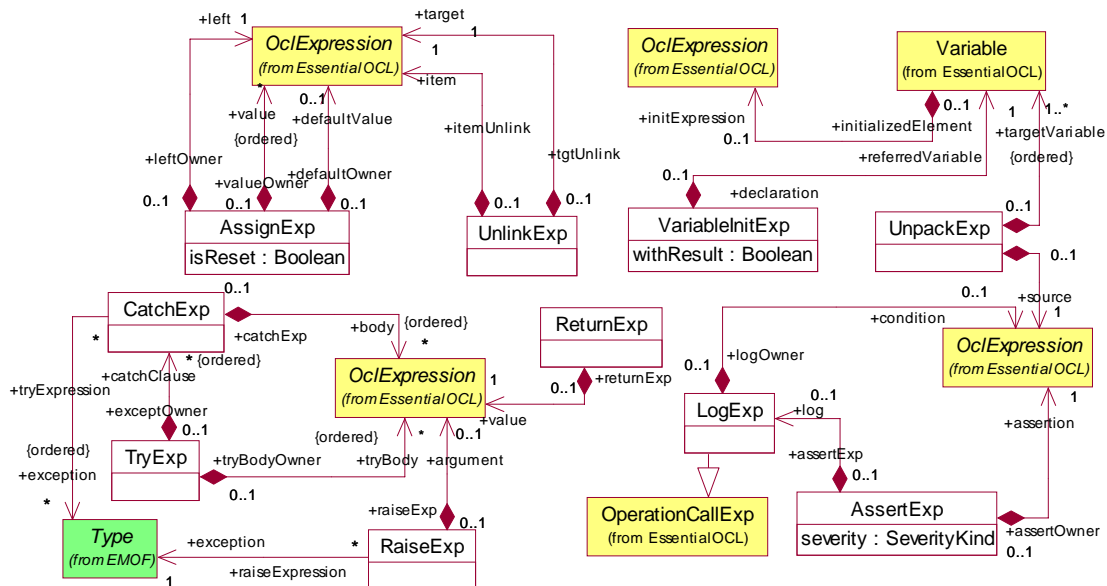 +left
1
+target
1
OclExpression
(from EssentialOCL)
1
+item
*
+value
{ordered}
0..1
+defaultValue
+itemUnlink
+tgtUnlink
+leftOwner
0..1
+valueOwner
0..1
+defaultOwner
0..1
0..1
0..1
AssignExp
isReset : Boolean
UnlinkExp
OclExpression
(from EssentialOCL)
Variable
(from EssentialOCL)
+initExpression
0..1
0..1
+initializedElement
1
1..*
+targetVariable
{ordered}
+referredVariable
0..1
+declaration
VariableInitExp
withResult : Boolean
UnpackExp
0..1
0..1
+source
1
CatchExp
0..1
+catchExp
+body
{ordered}
*
*
+tryExpression
*
{ordered}
+catchClause
+exceptOwner
0..1
TryExp
+tryBodyOwner
0..1
{ordered}
*
+tryBody
{ordered}
+exception
*
Type
(from EMOF)
1
+exception
+raiseExpression
*
OclExpression
(from EssentialOCL)
1
+value
0..1
+argument
ReturnExp
0..1
+returnExp
+raiseExp
0..1
RaiseExp
0..1
+condition
+logOwner
0..1
LogExp
+log
+assertExp
0..1
0..1
OperationCallExp
(from EssentialOCL)
OclExpression
(from EssentialOCL)
1
+assertion
AssertExp
severity : SeverityKind
+assertOwner
0..1